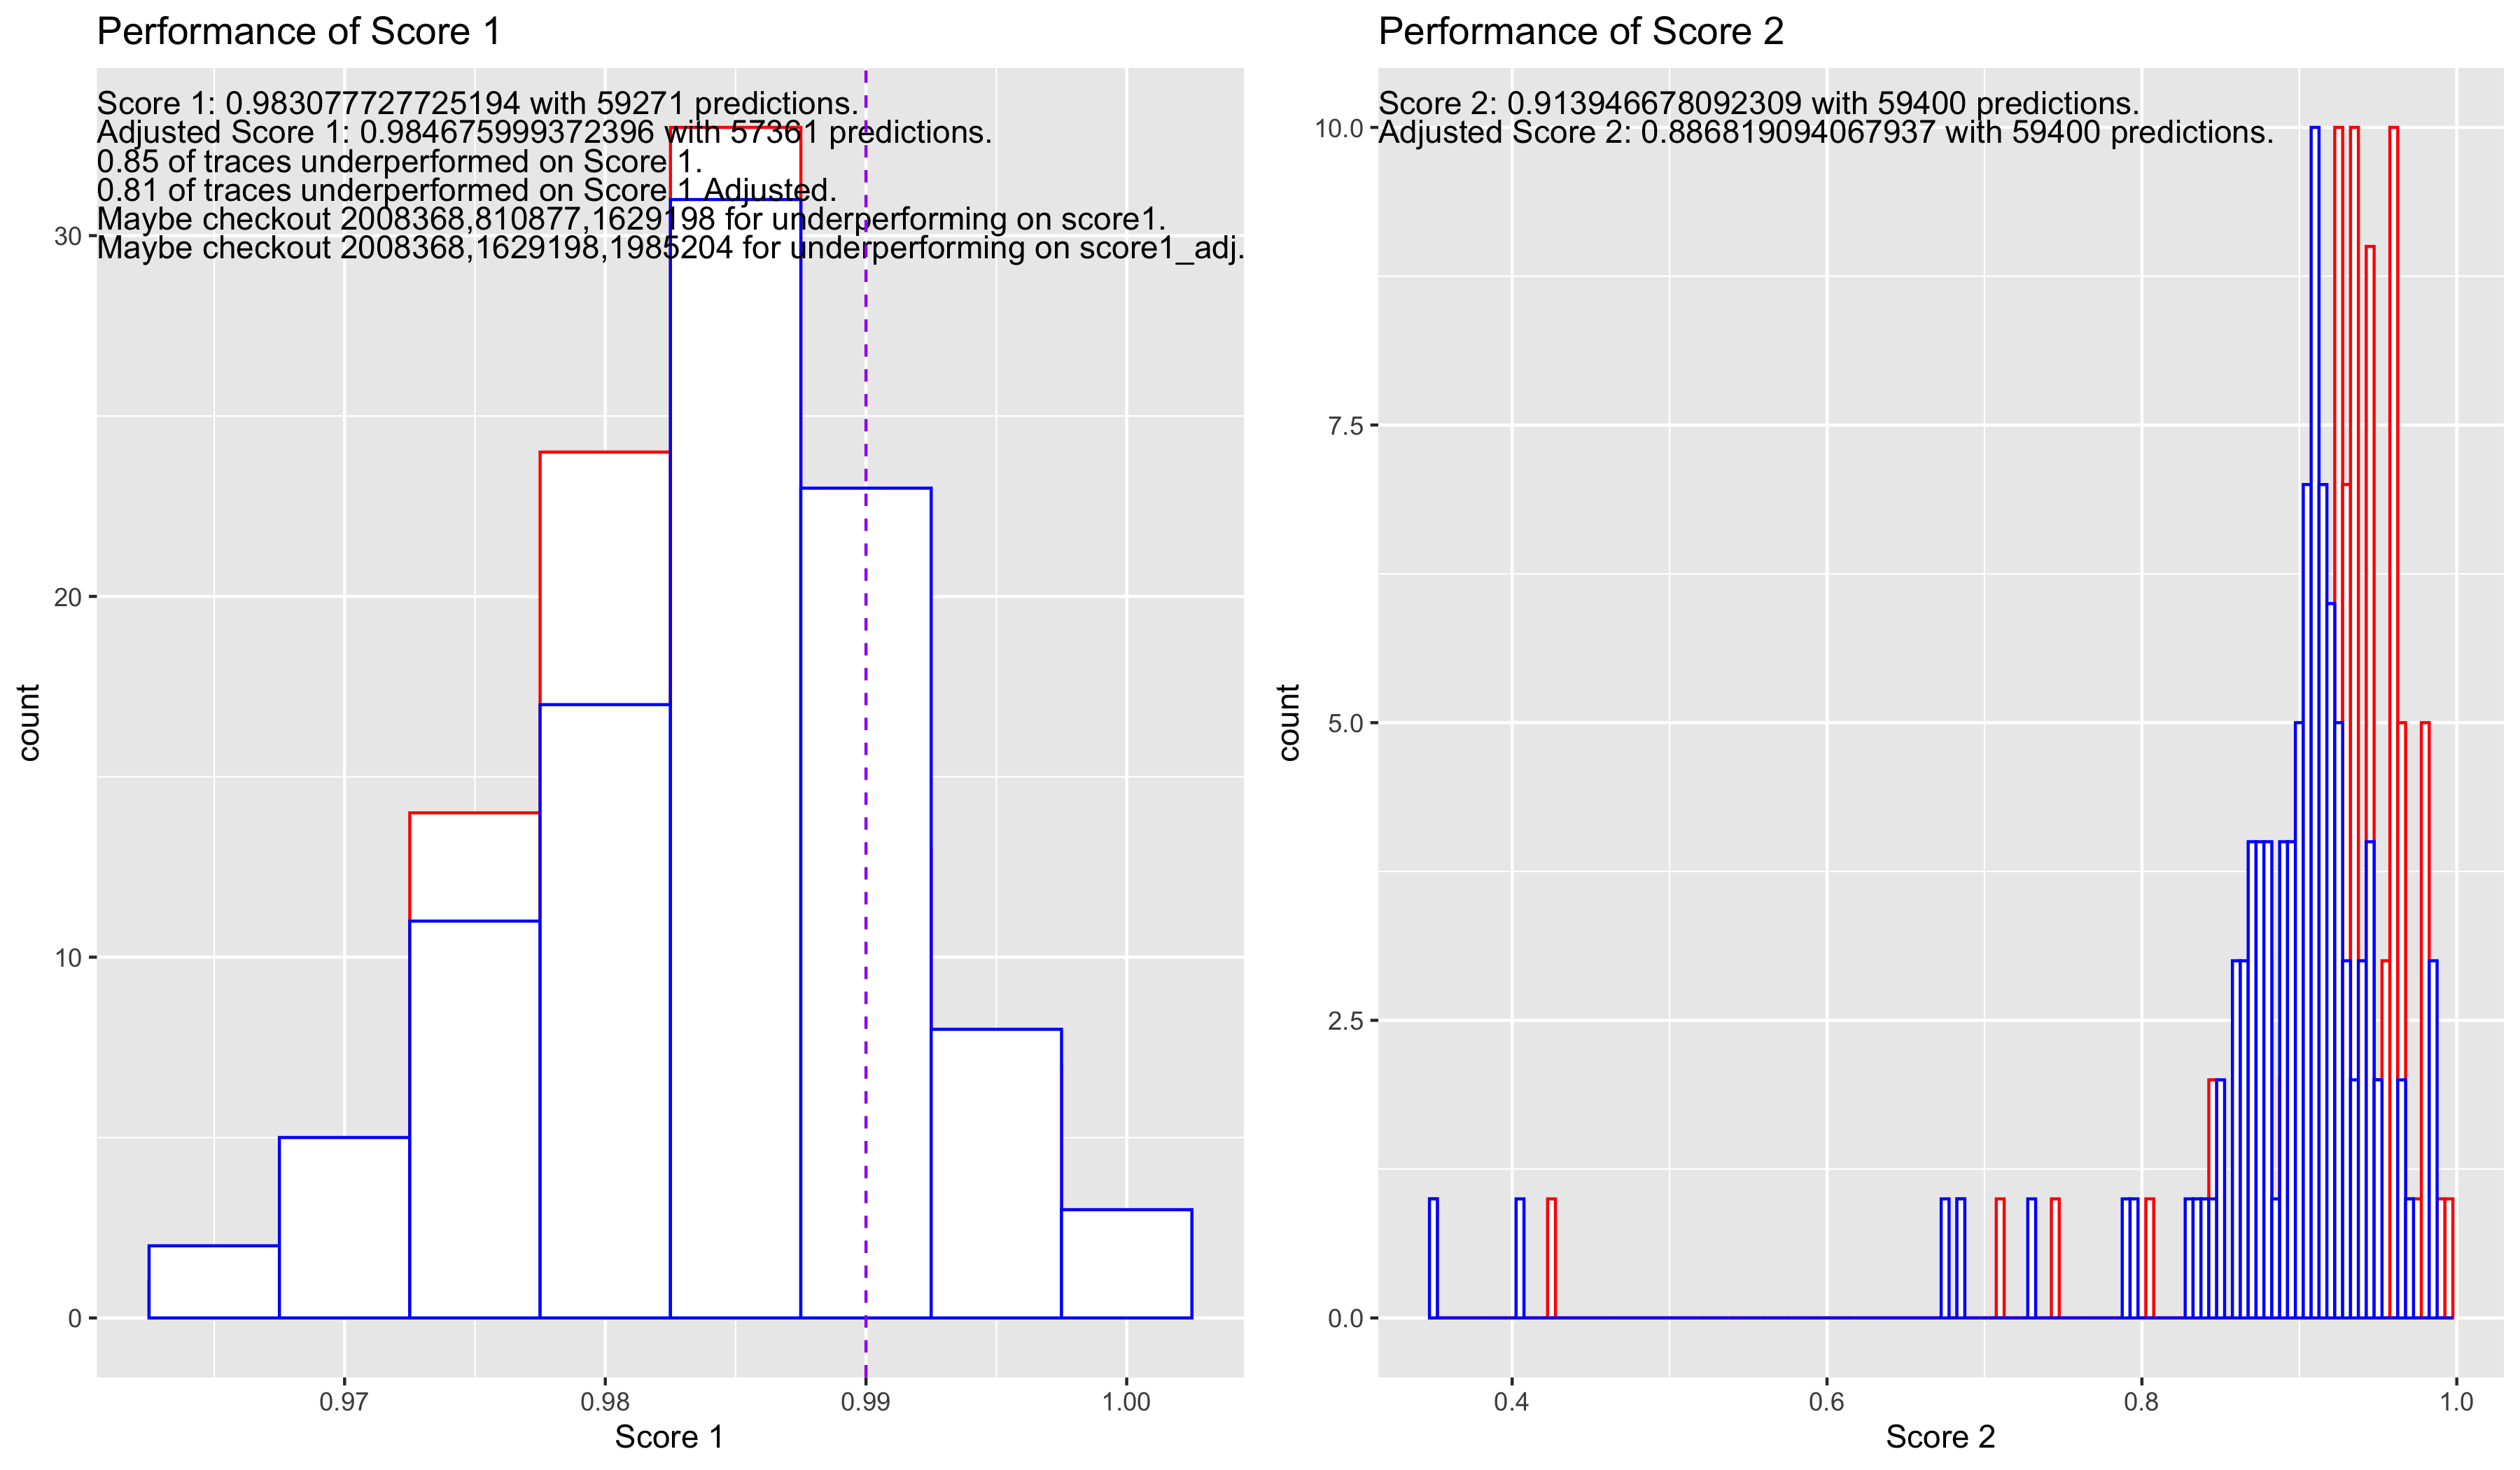 Performance of Score 1
Score 1: 0.983077727725194 with 59271 predictions.
Adjusted Score 1: 0.984675999372396 with 57361 predictions.
0.85 of traces underperformed on Score 1.
0.81 of traces underperformed on Score 1 Adjusted.
Maybe checkout 2008368,810877,1629198 for underperforming on score1.
Maybe checkout 2008368,1629198,1985204 for underperforming on score1_adj.
30
20
10
0
count
0.97 0.98 0.99 1.00
Score 1
Performance of Score 2
Score 2: 0.913946678092309 with 59400 predictions.
Adjusted Score 2: 0.886819094067937 with 59400 predictions.
10.0
7.5
5.0
2.5
0.0
count
0.4 0.6 0.8 1.0
Score 2